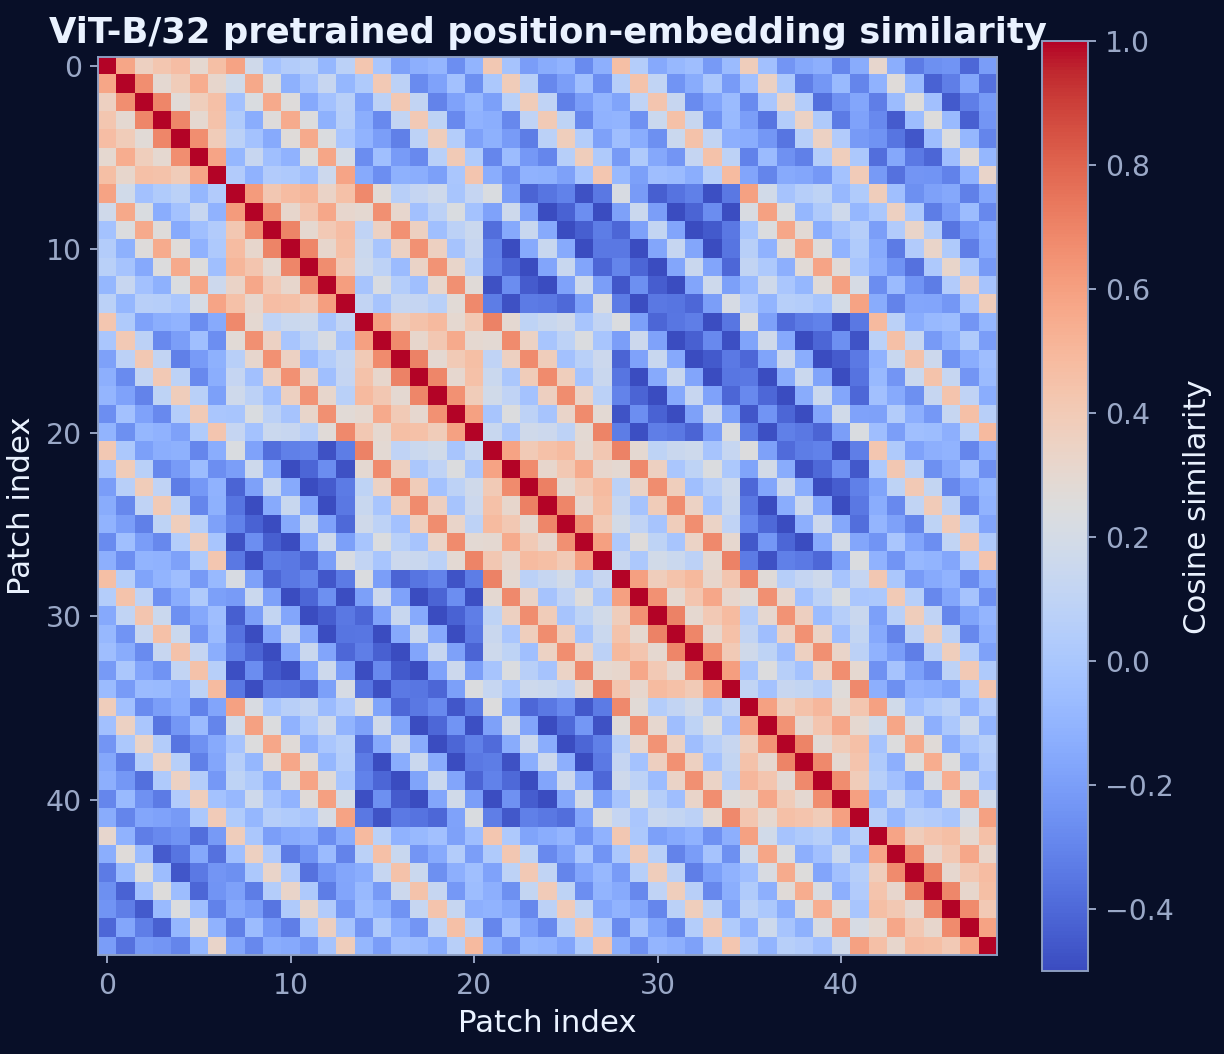 ViT-B/32 pretrained position-embedding similarity
1.0
0.8
0.6
0.4
0.2
0.0
−0.2
−0.4
Cosine similarity
0
10
20
30
40
Patch index
0 10 20 30 40
Patch index